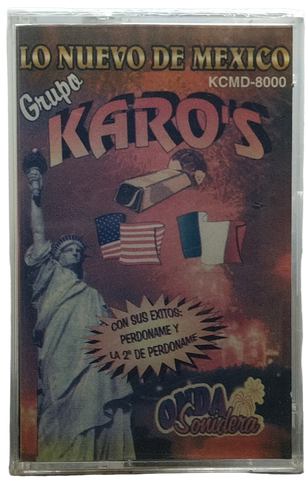 LO NUEVO DE MEXICO
KCMD-8000
Grupo
KARO'S
CON SUS EXITOS:
PERDONAME Y
LA 2ª DE PERDONAME
ONDA
Sonidera